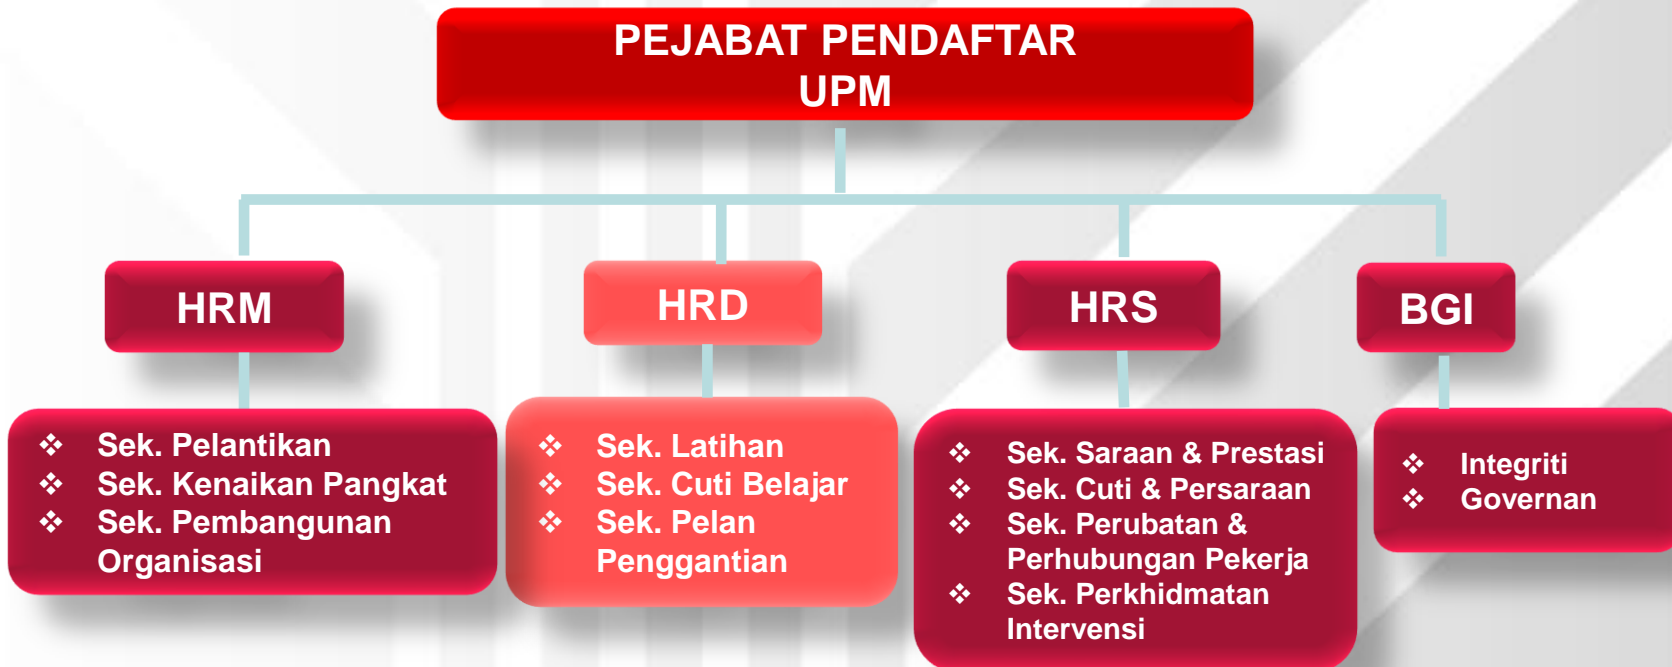 PEJABAT PENDAFTAR
UPM
HRM
HRD
HRS
BGI
❖ Sek. Pelantikan
❖ Sek. Kenaikan Pangkat
❖ Sek. Pembangunan
Organisasi
❖ Sek. Latihan
❖ Sek. Cuti Belajar
❖ Sek. Pelan
Penggantian
❖ Sek. Saraan & Prestasi
❖ Sek. Cuti & Persaraan
❖ Sek. Perubatan &
Perhubungan Pekerja
❖ Sek. Perkhidmatan
Intervensi
❖ Integriti
❖ Governan